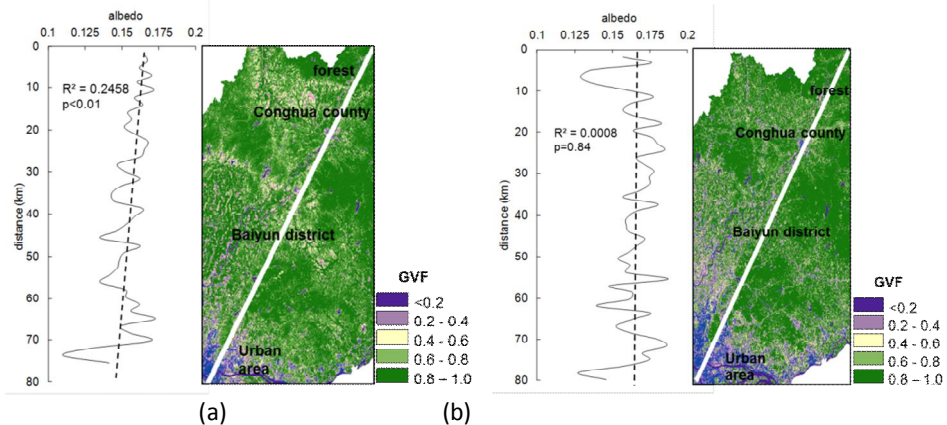 albedo
0.1 0.125 0.15 0.175 0.2
0
10
20
30
40
50
60
70
80
distance (km)
R² = 0.2458
p<0.01
forest
Conghua county
Baiyun district
Urban
area
GVF
<0.2
0.2 - 0.4
0.4 - 0.6
0.6 - 0.8
0.8 – 1.0
(a)
albedo
0.1 0.125 0.15 0.175 0.2
0
10
20
30
40
50
60
70
80
distance (km)
R² = 0.0008
p=0.84
forest
Conghua county
Baiyun district
Urban
area
GVF
<0.2
0.2 - 0.4
0.4 - 0.6
0.6 - 0.8
0.8 – 1.0
(b)